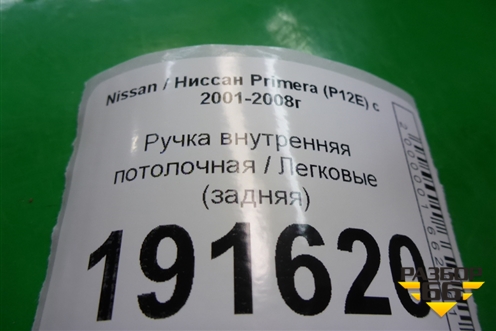 Nissan / Ниссан Primera (P12E) с
2001-2008г
Ручка внутренняя
потолочная / Легковые
(задняя)
191620
РАЗБОР
66